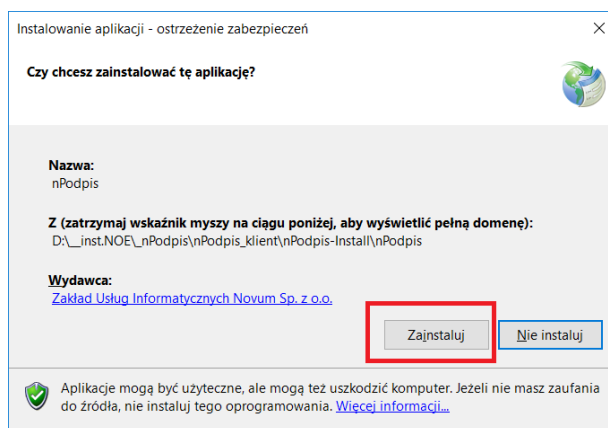 Instalowanie aplikacji - ostrzeżenie zabezpieczeń
Czy chcesz zainstalować tę aplikację?
Nazwa:
nPodpis
Z (zatrzymaj wskaźnik myszy na ciągu poniżej, aby wyświetlić pełną domenę):
D:\__inst.NOE\_nPodpis\nPodpis_klient\nPodpis-Install\nPodpis
Wydawca:
Zakład Usług Informatycznych Novum Sp. z o.o.
Zainstaluj
Nie instaluj
Aplikacje mogą być użyteczne, ale mogą też uszkodzić komputer. Jeżeli nie masz zaufania
do źródła, nie instaluj tego oprogramowania. Więcej informacji...